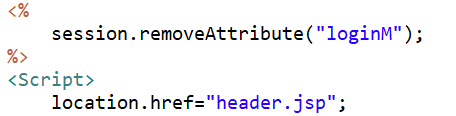 <%
    session.removeAttribute("loginM");
%>
<Script>
    location.href="header.jsp";